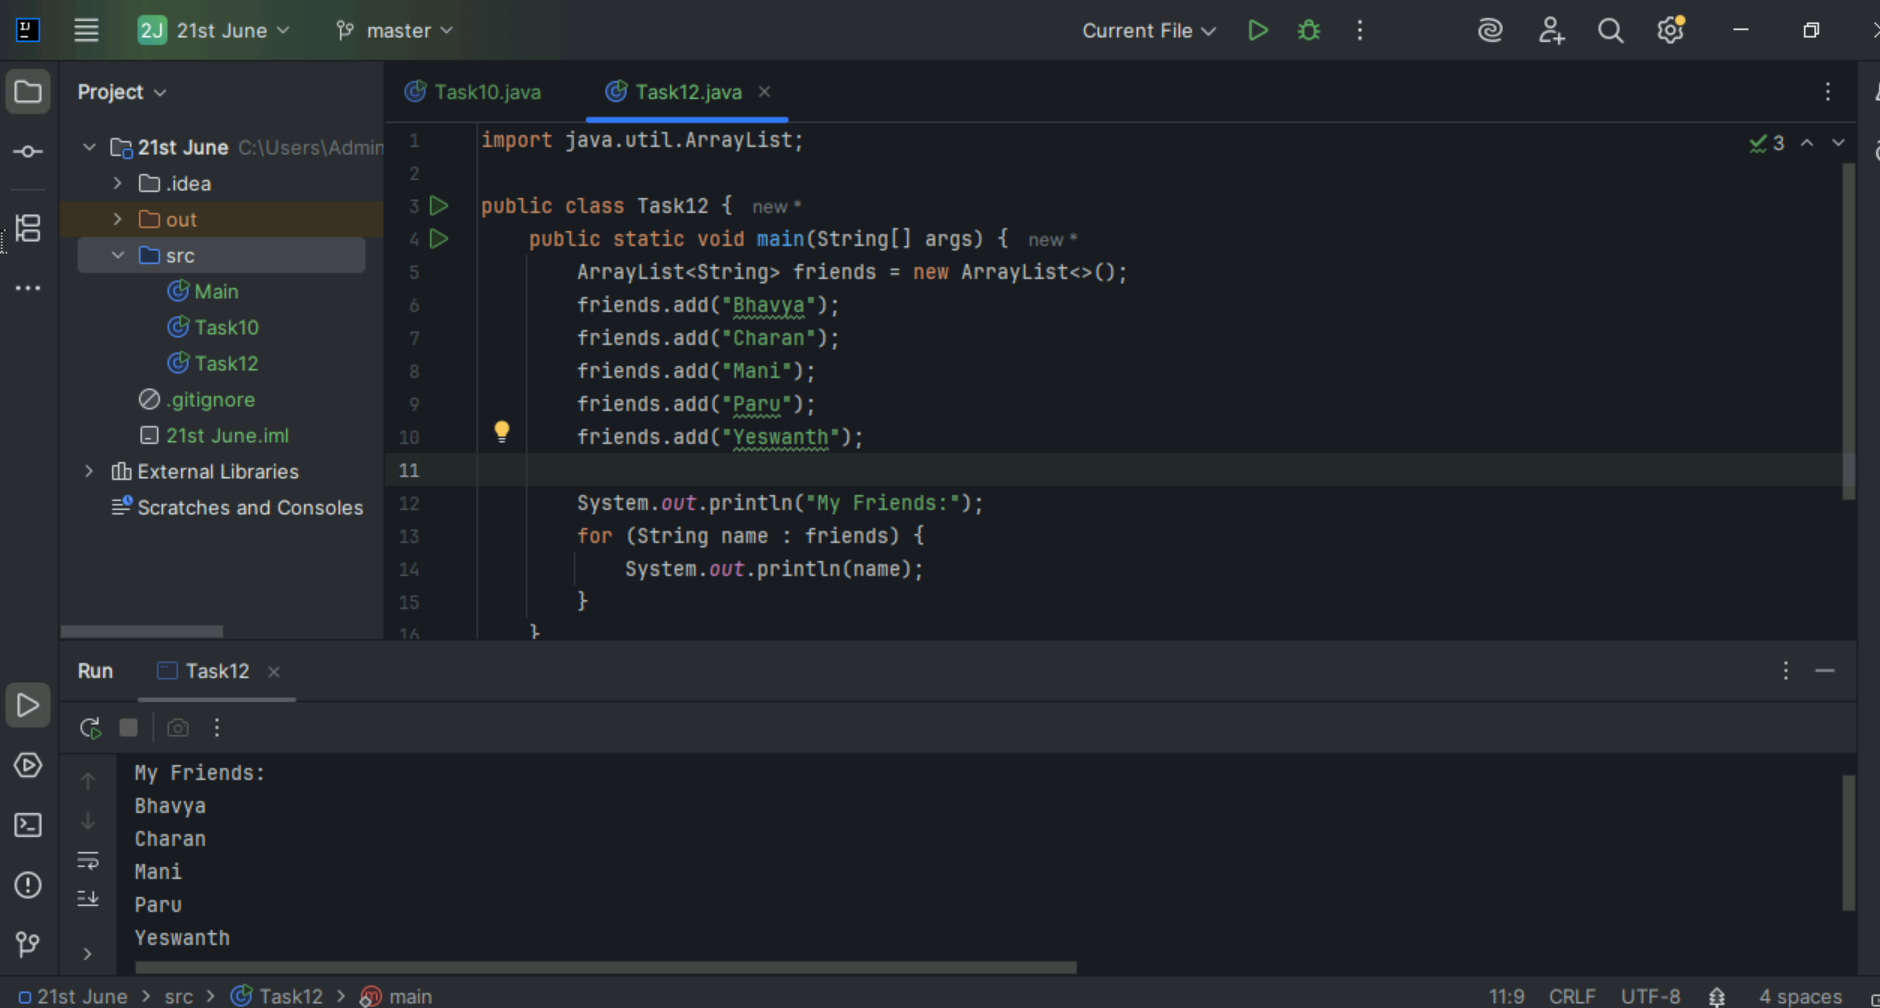 2J 21st June master Current File
Project
Task10.java Task12.java
21st June C:\Users\Admin
.idea
out
src
Main
Task10
Task12
.gitignore
21st June.iml
External Libraries
Scratches and Consoles
3
1 import java.util.ArrayList;
2
3 public class Task12 { new *
4 public static void main(String[] args) { new *
5 ArrayList<String> friends = new ArrayList<>();
6 friends.add("Bhavya");
7 friends.add("Charan");
8 friends.add("Mani");
9 friends.add("Paru");
10 friends.add("Yeswanth");
11
12 System.out.println("My Friends:");
13 for (String name : friends) {
14 System.out.println(name);
15 }
16 }
Run Task12
My Friends:
Bhavya
Charan
Mani
Paru
Yeswanth
21st June > src > Task12 > main 11:9 CRLF UTF-8 4 spaces